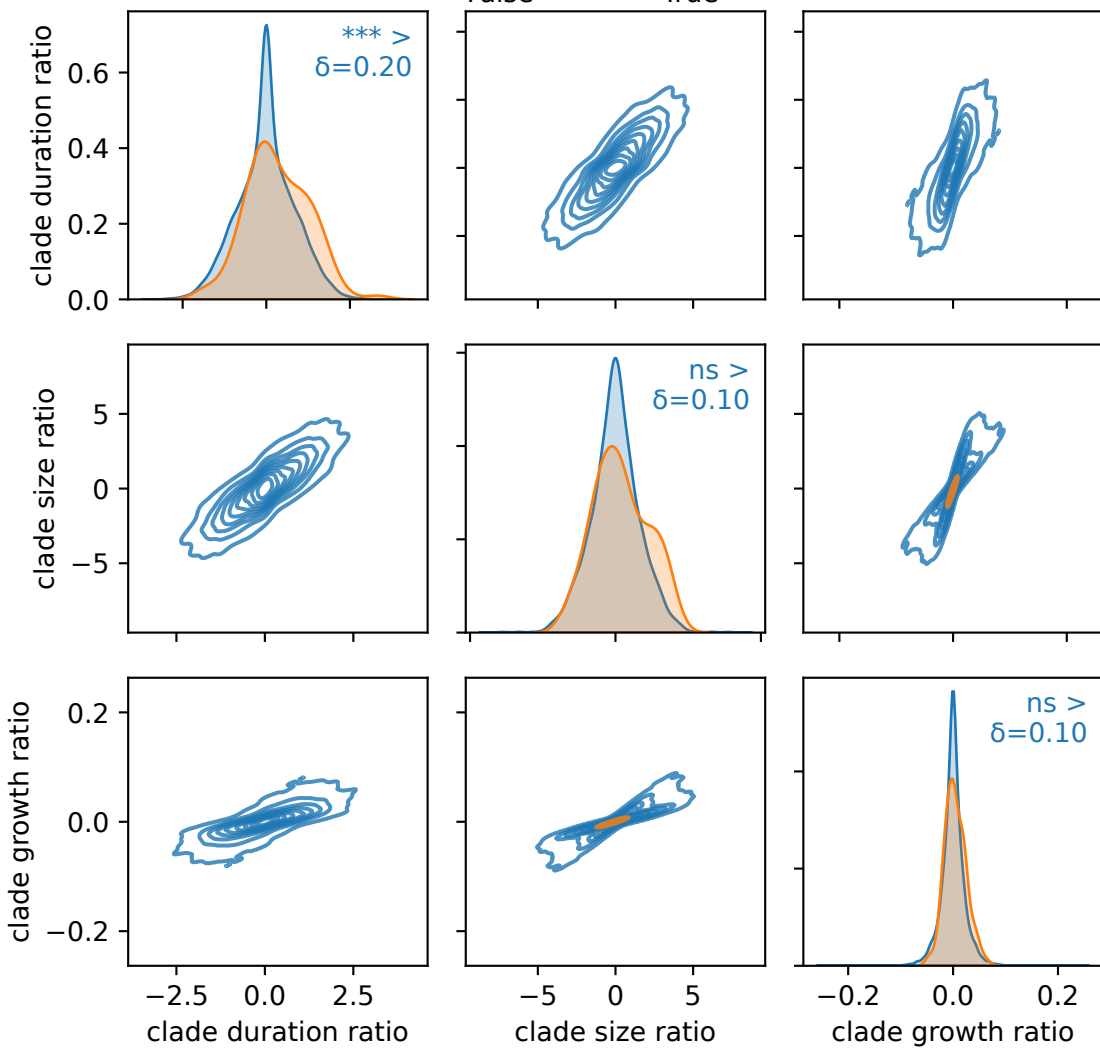 True
*** >
δ=0.20
clade duration ratio
0.6
0.4
0.2
0.0
ns >
δ=0.10
clade size ratio
5
0
−5
ns >
δ=0.10
clade growth ratio
0.2
0.0
−0.2
−2.5 0.0 2.5 −5 0 5 −0.2 0.0 0.2
clade duration ratio clade size ratio clade growth ratio